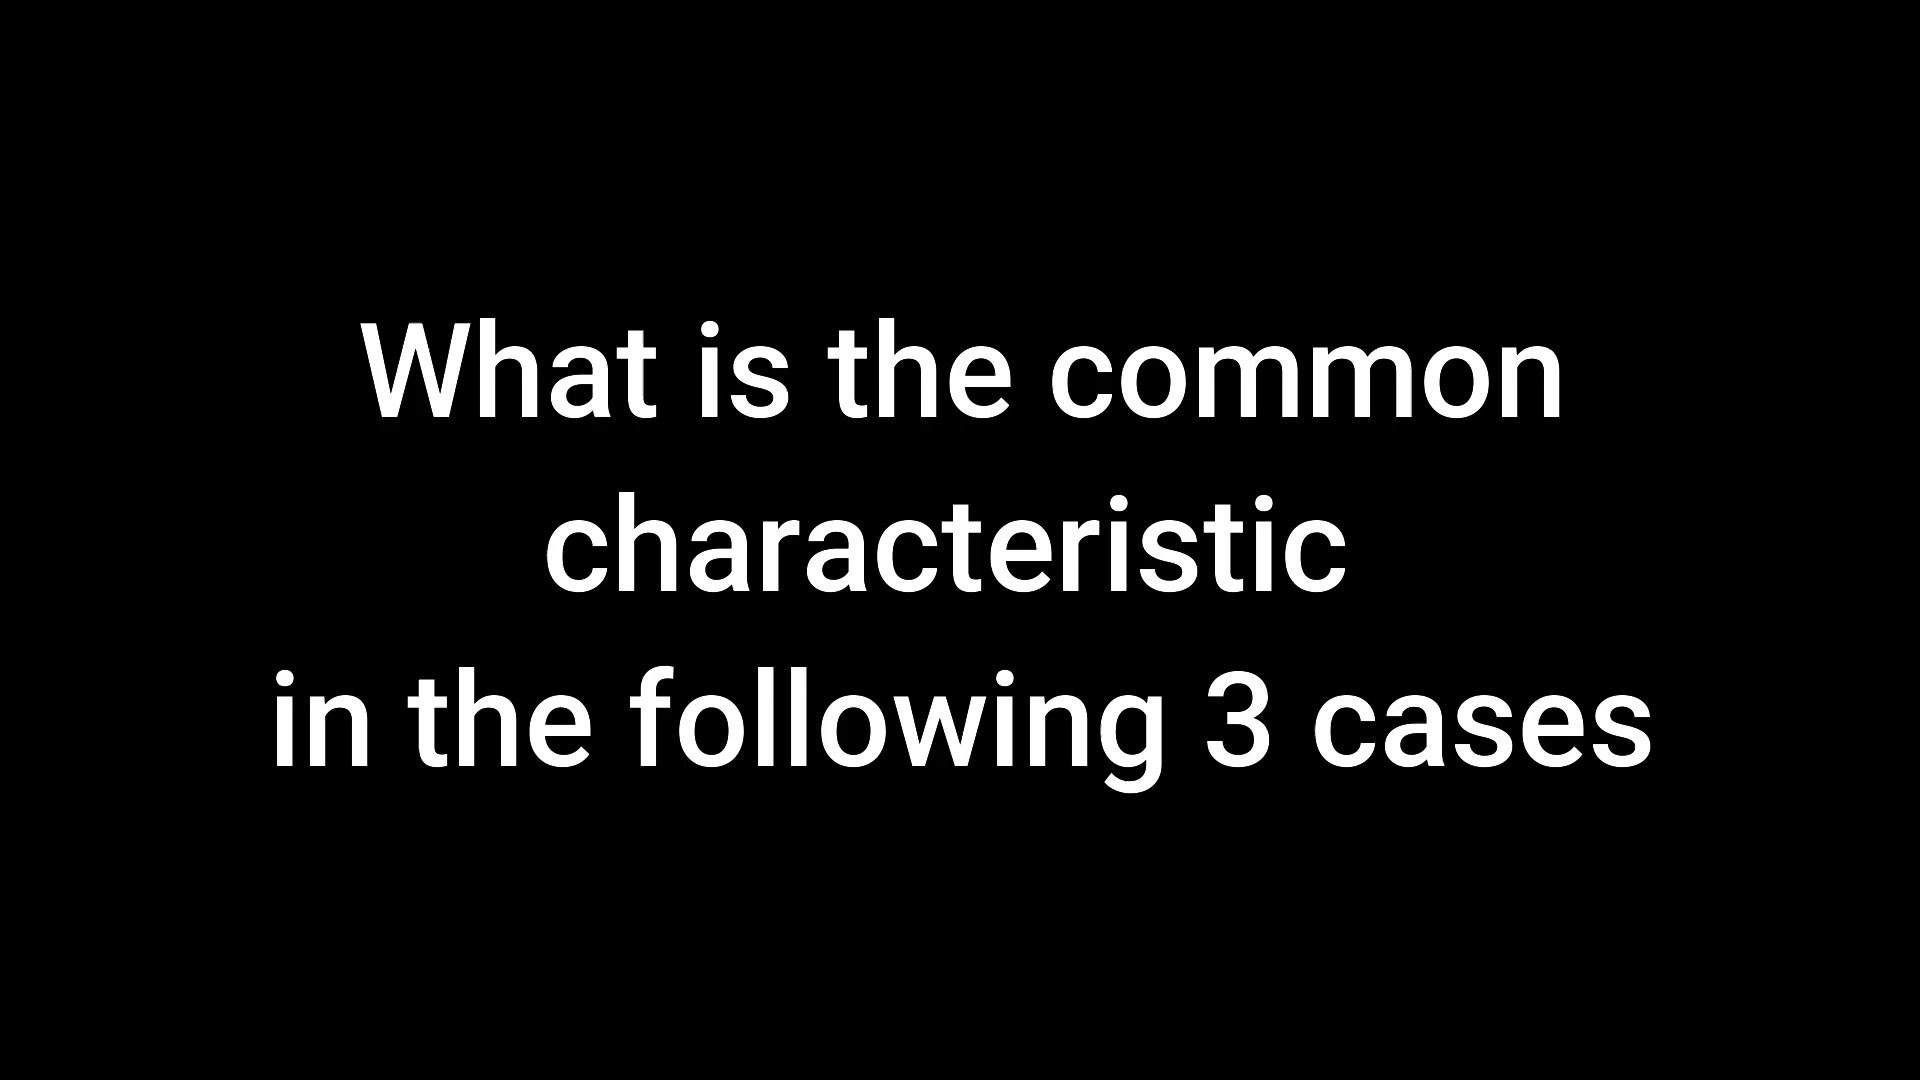 What is the common
characteristic
in the following 3 cases